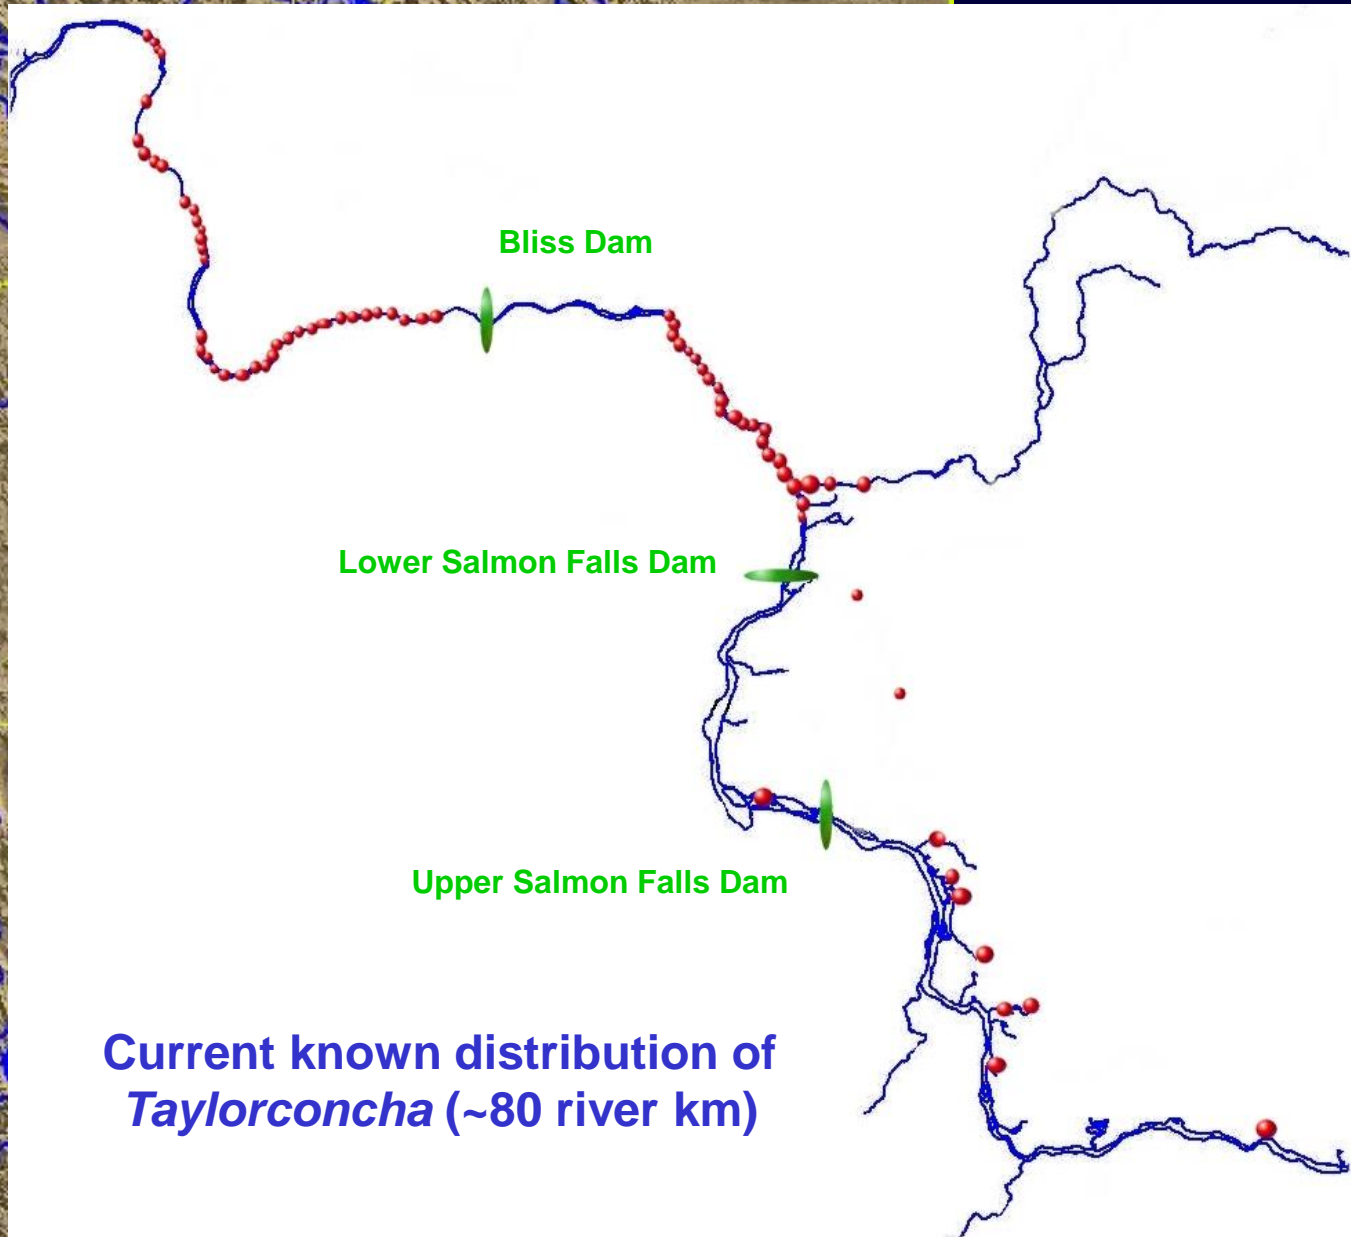 Bliss Dam
Lower Salmon Falls Dam
Upper Salmon Falls Dam
Current known distribution of
Taylorconcha (~80 river km)